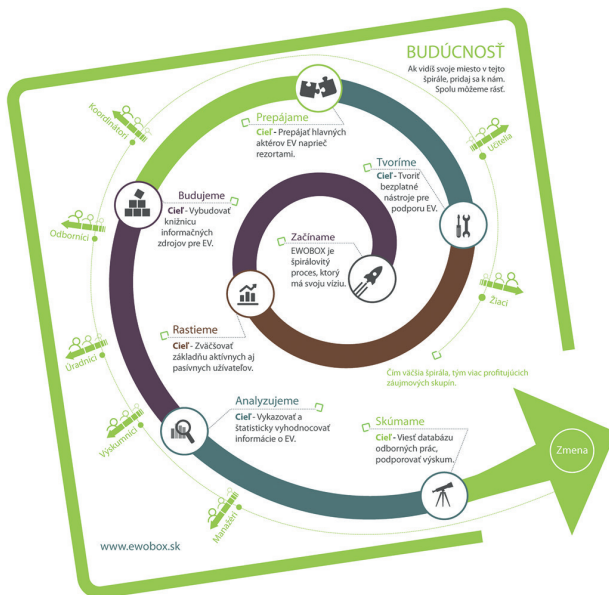 BUDÚCNOSŤ
Ak vidíš svoje miesto v tejto
špirále, pridaj sa k nám.
Spolu môžeme rásť.
Prepájame
Cieľ - Prepájať hlavných
aktérov EV naprieč
rezortami.
Tvoríme
Cieľ - Tvoriť
bezplatné
nástroje pre
podporu EV.
Budujeme
Cieľ- Vybudovať
knižnicu
informačných
zdrojov pre EV.
Začíname
EWOBOX je
špirálovitý
proces, ktorý
má svoju víziu.
Rastieme
Cieľ - Zväčšovať
základňu aktívnych aj
pasívnych užívateľov.
Analyzujeme
Cieľ - Vykazovať a
štatisticky vyhodnocovať
informácie o EV.
Skúmame
Cieľ - Viesť databázu
odborných prác,
podporovať výskum.
Čím väčšia špirála, tým viac profitujúcich
záujmových skupín.
Koordinátori
Odborníci
Úradníci
Výskumníci
Manažéri
Učitelia
Žiaci
Zmena
www.ewobox.sk